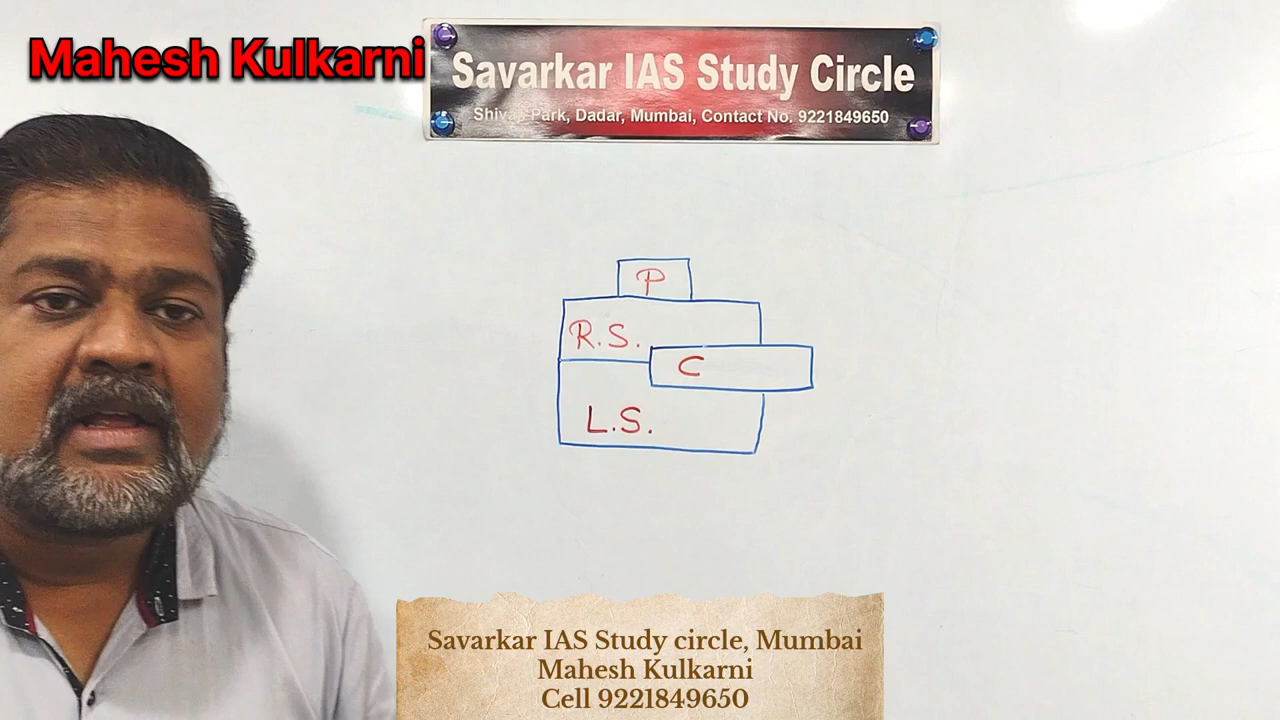 Mahesh Kulkarni
Savarkar IAS Study Circle
Shivaji Park, Dadar, Mumbai, Contact No. 9221849650
P
R.S.
C
L.S.
Savarkar IAS Study circle, Mumbai
Mahesh Kulkarni
Cell 9221849650